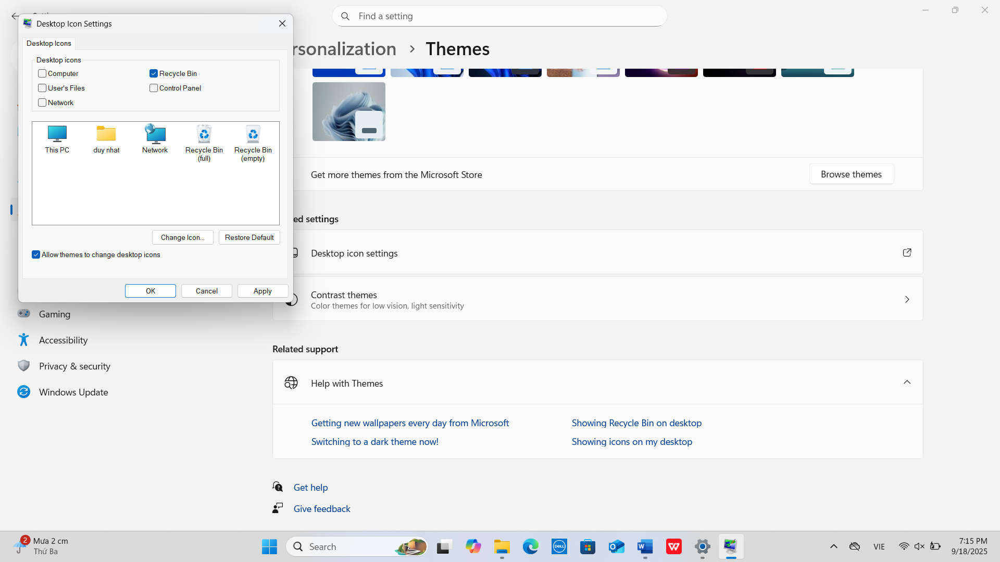 Desktop Icon Settings
Desktop Icons
Desktop icons
Computer
Recycle Bin
User's Files
Control Panel
Network
This PC
duy nhat
Network
Recycle Bin
(full)
Recycle Bin
(empty)
Change Icon...
Restore Default
Allow themes to change desktop icons
OK
Cancel
Apply
Find a setting
rsonalization > Themes
Get more themes from the Microsoft Store
Browse themes
ed settings
Desktop icon settings
Contrast themes
Color themes for low vision, light sensitivity
Gaming
Accessibility
Privacy & security
Windows Update
Related support
Help with Themes
Getting new wallpapers every day from Microsoft
Showing Recycle Bin on desktop
Switching to a dark theme now!
Showing icons on my desktop
Get help
Give feedback
2
Mưa 2 cm
Thứ Ba
Search
DELL
VIE
7:15 PM
9/18/2025